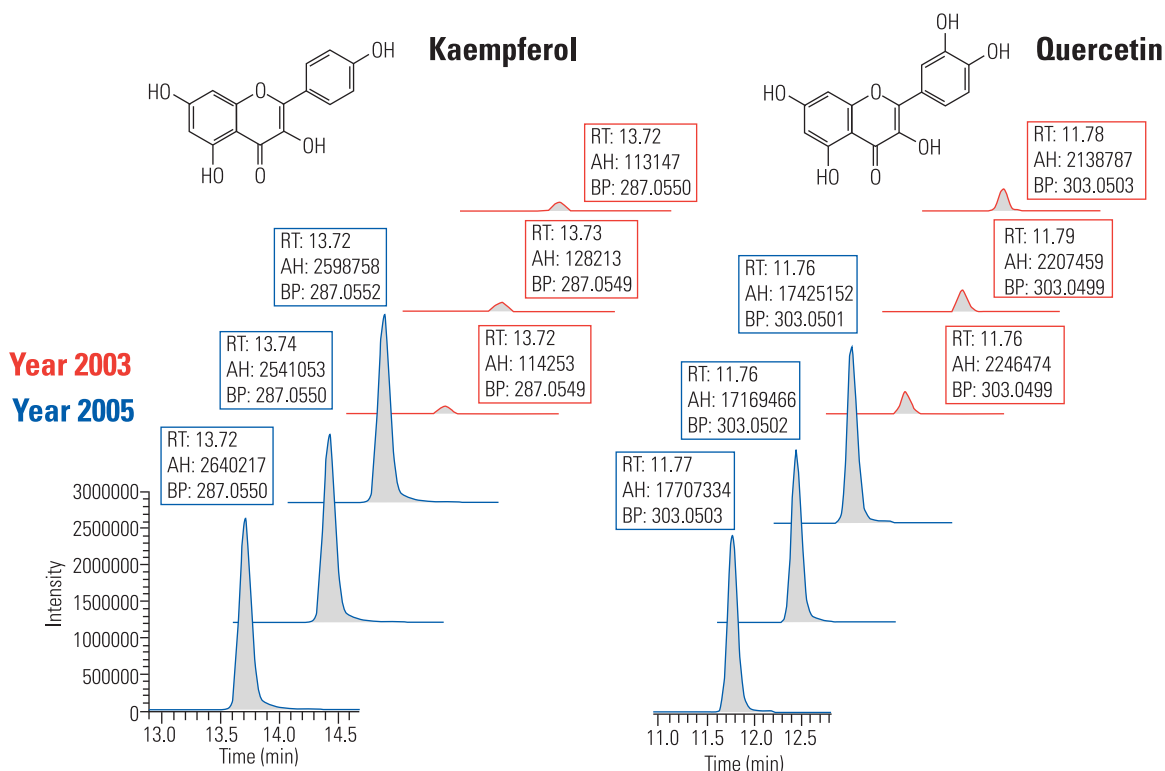 Kaempferol
OH
HO
O
OH
HO
O
Quercetin
OH
OH
HO
O
OH
HO
O
RT: 13.72
AH: 113147
BP: 287.0550
RT: 13.73
AH: 128213
BP: 287.0549
RT: 13.72
AH: 114253
BP: 287.0549
RT: 13.72
AH: 2598758
BP: 287.0552
RT: 13.74
AH: 2541053
BP: 287.0550
RT: 13.72
AH: 2640217
BP: 287.0550
RT: 11.78
AH: 2138787
BP: 303.0503
RT: 11.79
AH: 2207459
BP: 303.0499
RT: 11.76
AH: 2246474
BP: 303.0499
RT: 11.76
AH: 17425152
BP: 303.0501
RT: 11.76
AH: 17169466
BP: 303.0502
RT: 11.77
AH: 17707334
BP: 303.0503
Year 2003
Year 2005
Intensity
3000000
2500000
2000000
1500000
1000000
500000
0
13.0 13.5 14.0 14.5
Time (min)
11.0 11.5 12.0 12.5
Time (min)